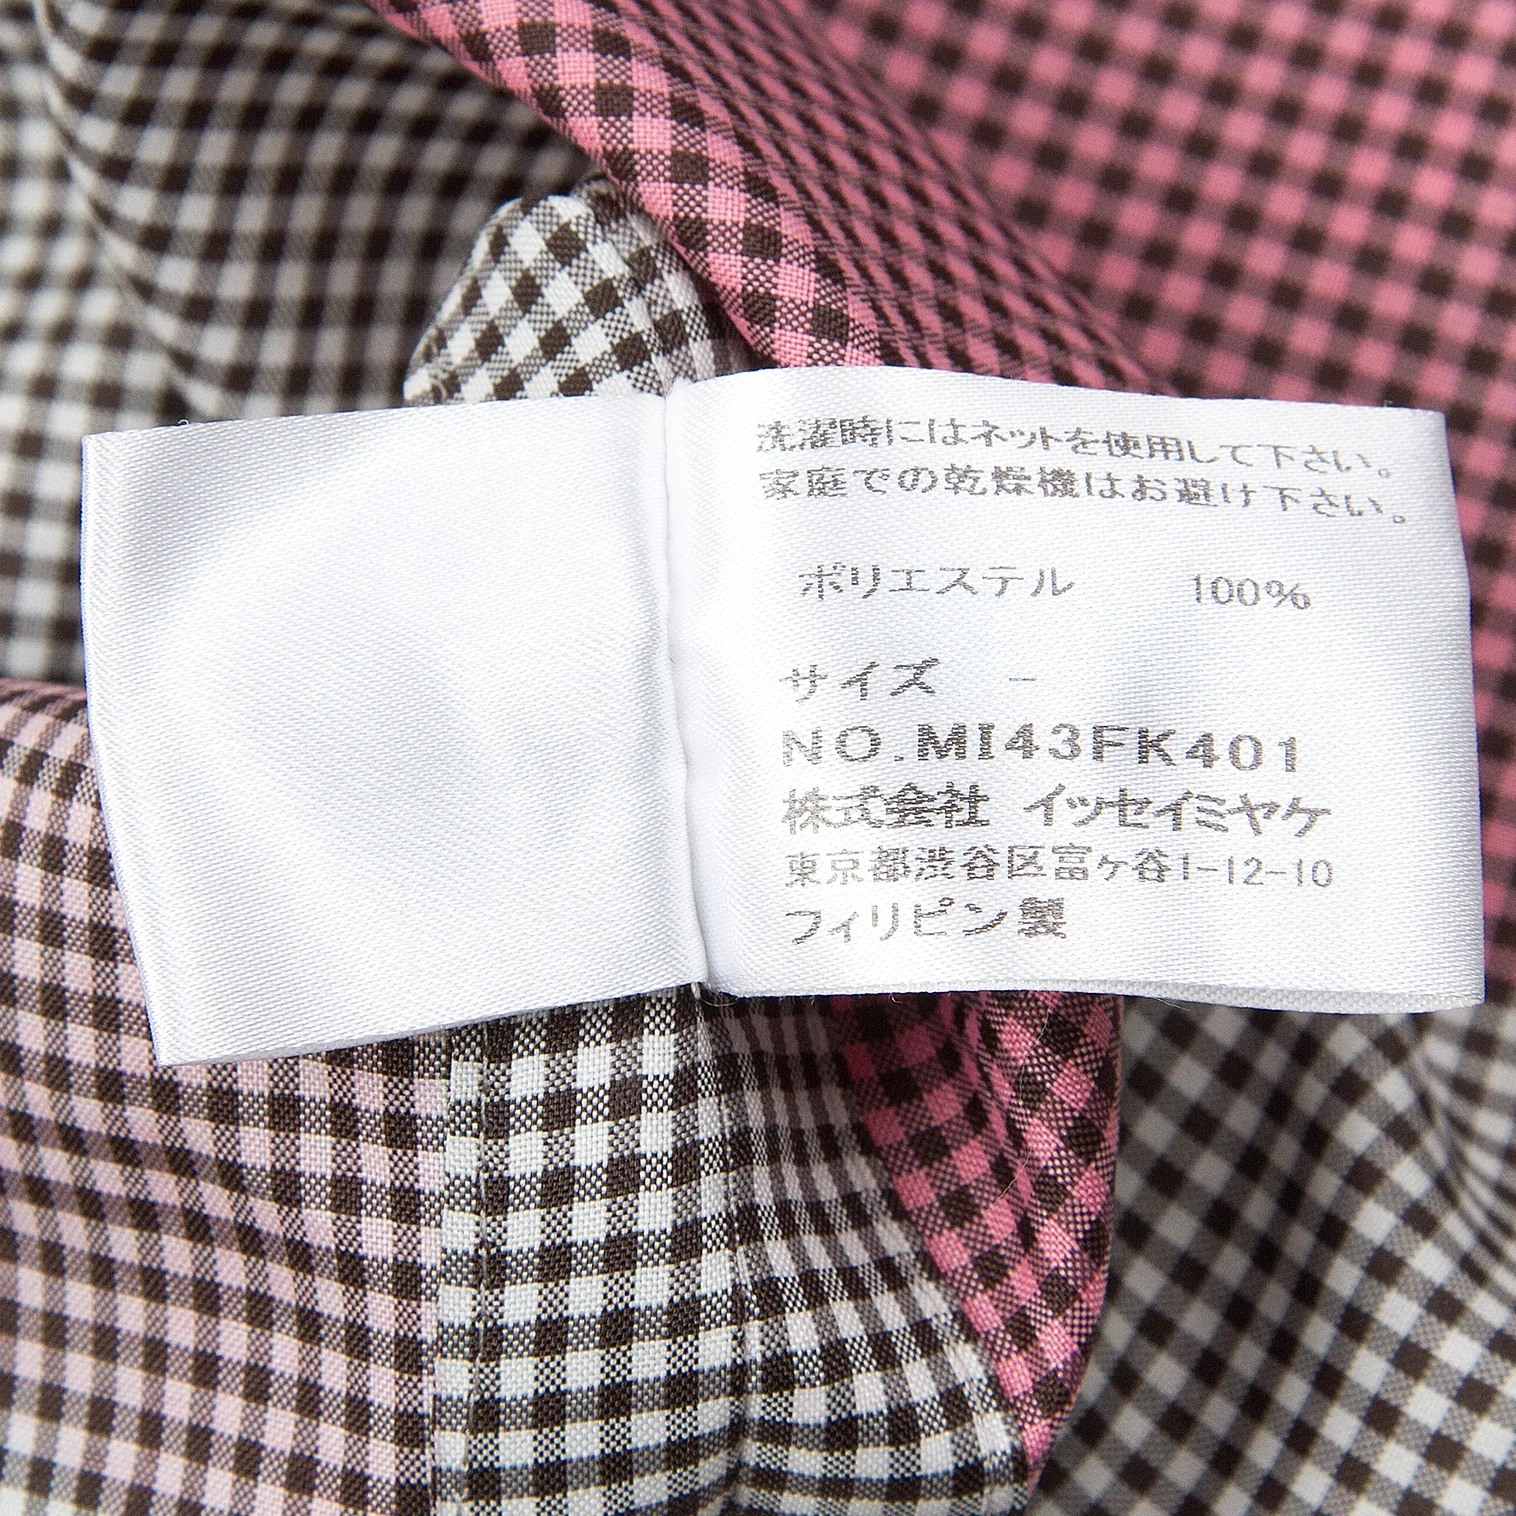 洗濯時にはネットを使用して下さい。
家庭での乾燥機はお避け下さい。
ポリエステル 100%
サイズ -
NO.MI43FK401
株式会社 イッセイミヤケ
東京都渋谷区富ヶ谷1-12-10
フィリピン製